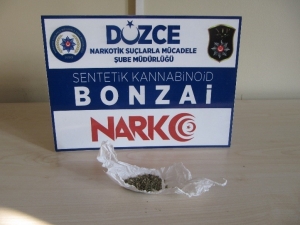 DÜZCE
NARKOTİK SUÇLARLA MÜCADELE
ŞUBE MÜDÜRLÜĞÜ
SENTETİK KANNABİNOİD
BONZAİ
NARKO